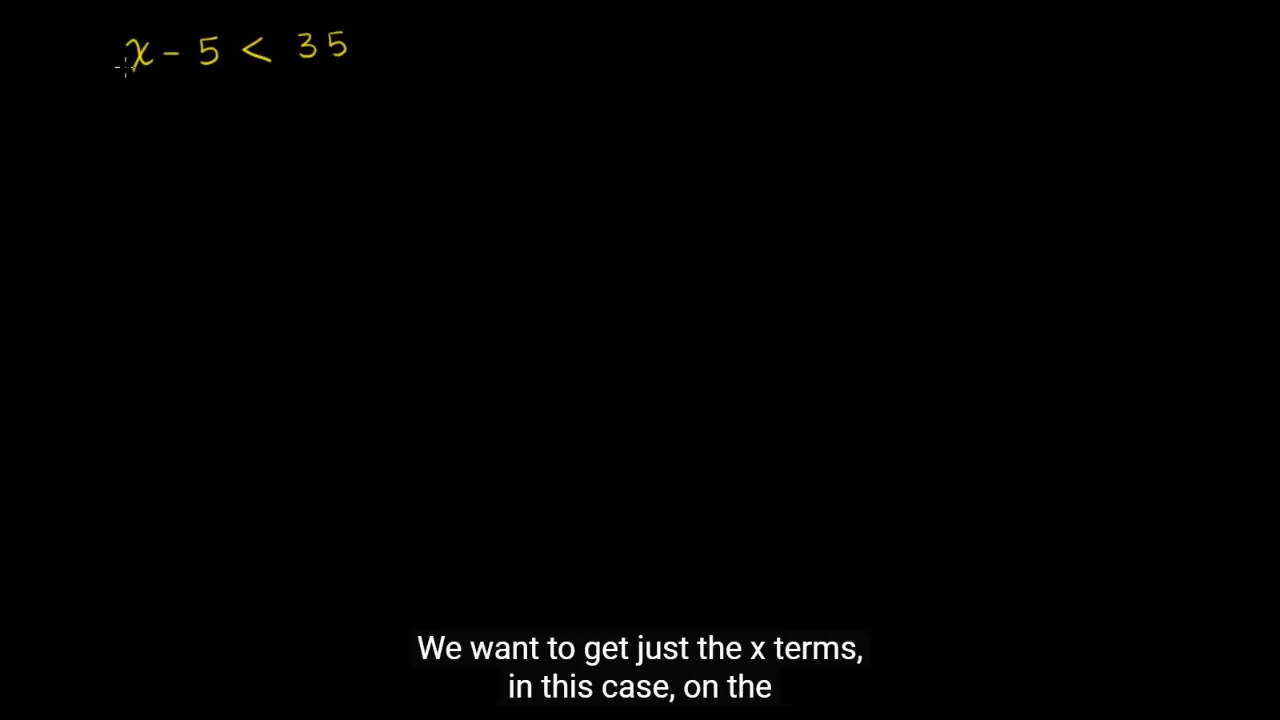 x - 5 < 35
We want to get just the x terms,
in this case, on the